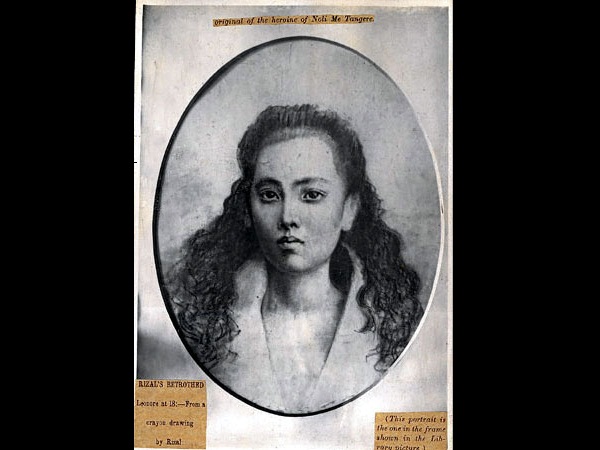 original of the heroine of Noli Me Tangere.
RIZAL'S BETROTHED
Leonore at 18:—From a
crayon drawing
by Rizal
(This portrait is
the one in the frame
shown in the Lib-
rary picture.)